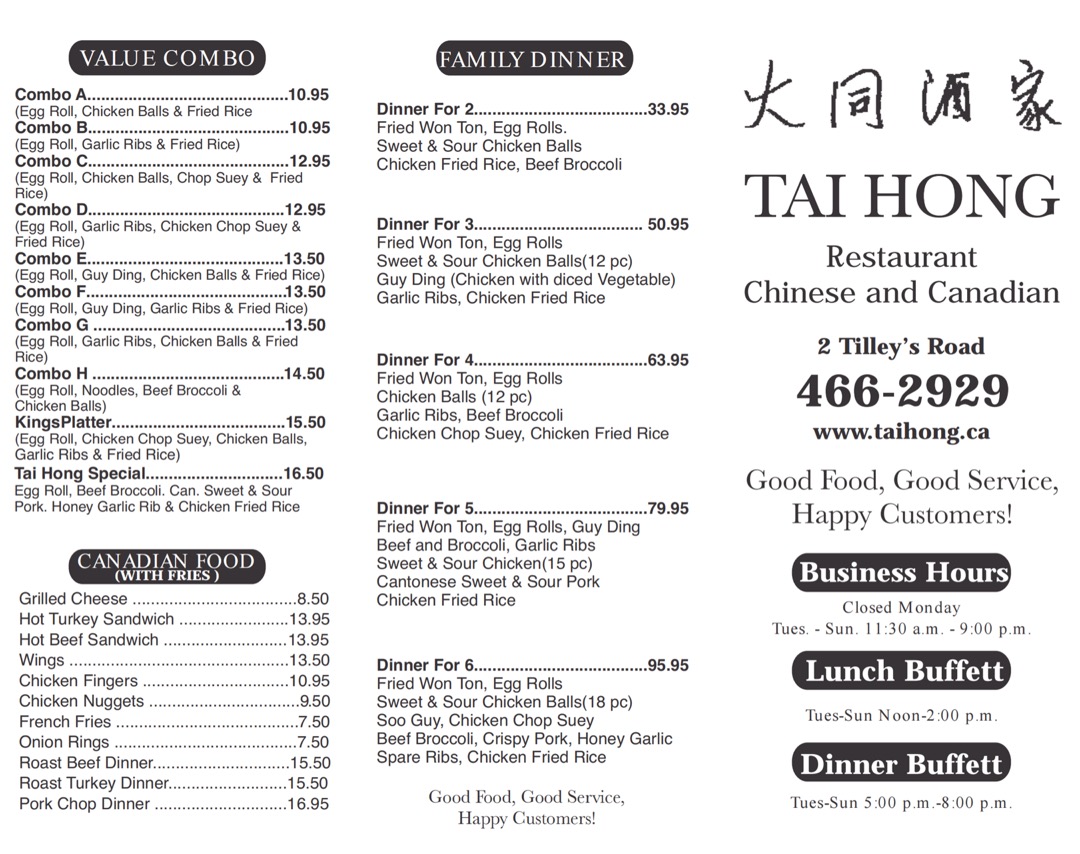 VALUE COMBO
Combo A...........................................10.95
(Egg Roll, Chicken Balls & Fried Rice
Combo B...........................................10.95
(Egg Roll, Garlic Ribs & Fried Rice)
Combo C...........................................12.95
(Egg Roll, Chicken Balls, Chop Suey &  Fried
Rice)
Combo D..........................................12.95
(Egg Roll, Garlic Ribs, Chicken Chop Suey &
Fried Rice)
Combo E..........................................13.50
(Egg Roll, Guy Ding, Chicken Balls & Fried Rice)
Combo F..........................................13.50
(Egg Roll, Guy Ding, Garlic Ribs & Fried Rice)
Combo G .........................................13.50
(Egg Roll, Garlic Ribs, Chicken Balls & Fried
Rice)
Combo H .........................................14.50
(Egg Roll, Noodles, Beef Broccoli &
Chicken Balls)
KingsPlatter.....................................15.50
(Egg Roll, Chicken Chop Suey, Chicken Balls,
Garlic Ribs & Fried Rice)
Tai Hong Special.............................16.50
Egg Roll, Beef Broccoli. Can. Sweet & Sour
Pork. Honey Garlic Rib & Chicken Fried Rice
CANADIAN FOOD
(WITH FRIES )
Grilled Cheese ....................................8.50
Hot Turkey Sandwich ........................13.95
Hot Beef Sandwich ...........................13.95
Wings ................................................13.50
Chicken Fingers ................................10.95
Chicken Nuggets .................................9.50
French Fries ........................................7.50
Onion Rings ........................................7.50
Roast Beef Dinner..............................15.50
Roast Turkey Dinner..........................15.50
Pork Chop Dinner .............................16.95
FAMILY DINNER
Dinner For 2.....................................33.95
Fried Won Ton, Egg Rolls.
Sweet & Sour Chicken Balls
Chicken Fried Rice, Beef Broccoli
Dinner For 3.................................... 50.95
Fried Won Ton, Egg Rolls
Sweet & Sour Chicken Balls(12 pc)
Guy Ding (Chicken with diced Vegetable)
Garlic Ribs, Chicken Fried Rice
Dinner For 4.....................................63.95
Fried Won Ton, Egg Rolls
Chicken Balls (12 pc)
Garlic Ribs, Beef Broccoli
Chicken Chop Suey, Chicken Fried Rice
Dinner For 5.....................................79.95
Fried Won Ton, Egg Rolls, Guy Ding
Beef and Broccoli, Garlic Ribs
Sweet & Sour Chicken(15 pc)
Cantonese Sweet & Sour Pork
Chicken Fried Rice
Dinner For 6.....................................95.95
Fried Won Ton, Egg Rolls
Sweet & Sour Chicken Balls(18 pc)
Soo Guy, Chicken Chop Suey
Beef Broccoli, Crispy Pork, Honey Garlic
Spare Ribs, Chicken Fried Rice
Good Food, Good Service,
Happy Customers!
大同酒家
TAI HONG
Restaurant
Chinese and Canadian
2 Tilley's Road
466-2929
www.taihong.ca
Good Food, Good Service,
Happy Customers!
Business Hours
Closed Monday
Tues. - Sun. 11:30 a.m. - 9:00 p.m.
Lunch Buffett
Tues-Sun Noon-2:00 p.m.
Dinner Buffett
Tues-Sun 5:00 p.m.-8:00 p.m.